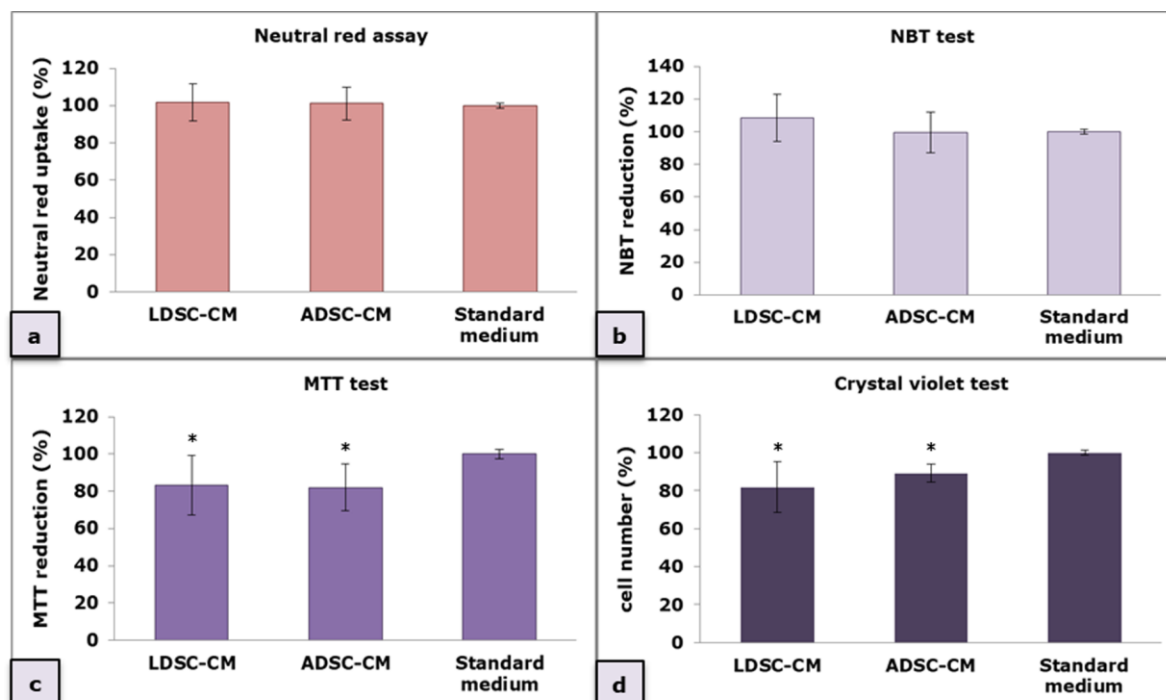 Neutral red assay
Neutral red uptake (%)
120
100
80
60
40
20
0
LDSC-CM
ADSC-CM
Standard
medium
a
NBT test
NBT reduction (%)
140
120
100
80
60
40
20
0
LDSC-CM
ADSC-CM
Standard
medium
b
MTT test
MTT reduction (%)
120
100
80
60
40
20
0
*
*
LDSC-CM
ADSC-CM
Standard
medium
c
Crystal violet test
cell number (%)
120
100
80
60
40
20
0
*
*
LDSC-CM
ADSC-CM
Standard
medium
d